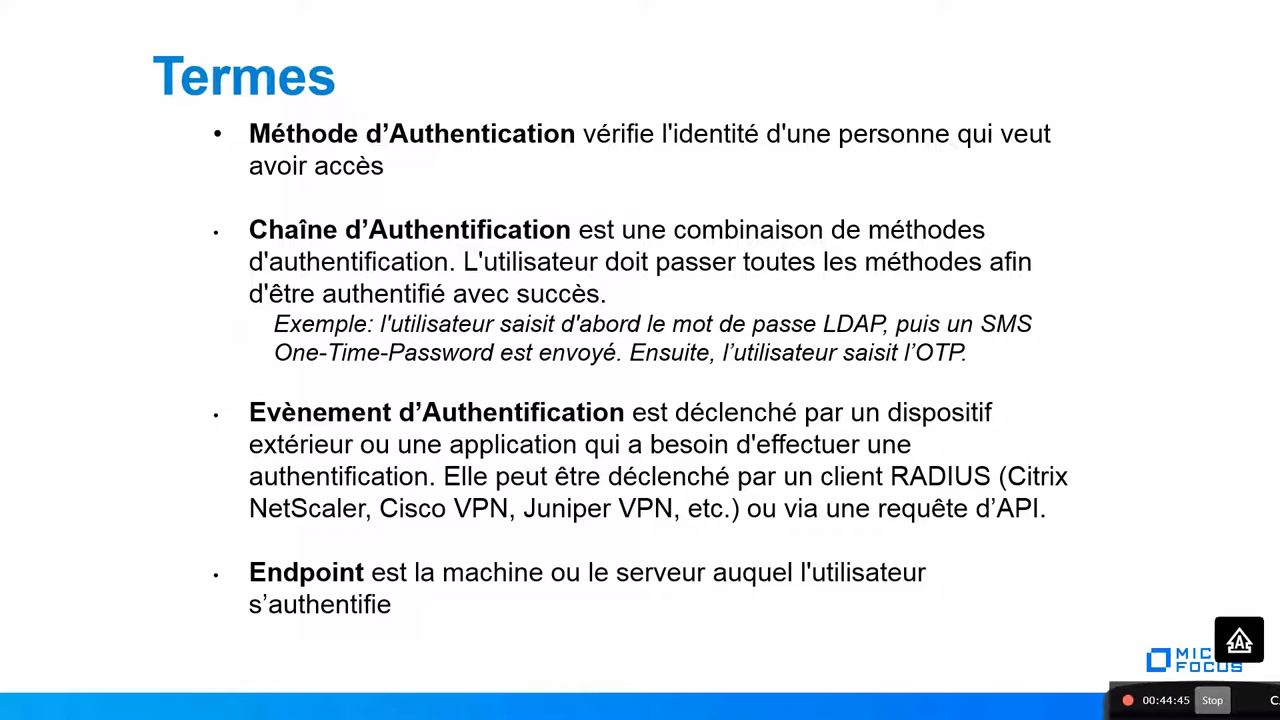 Termes
• Méthode d’Authentication vérifie l'identité d'une personne qui veut
avoir accès
• Chaîne d’Authentification est une combinaison de méthodes
d'authentification. L'utilisateur doit passer toutes les méthodes afin
d'être authentifié avec succès.
Exemple: l'utilisateur saisit d'abord le mot de passe LDAP, puis un SMS
One-Time-Password est envoyé. Ensuite, l’utilisateur saisit l’OTP.
• Evènement d’Authentification est déclenché par un dispositif
extérieur ou une application qui a besoin d'effectuer une
authentification. Elle peut être déclenché par un client RADIUS (Citrix
NetScaler, Cisco VPN, Juniper VPN, etc.) ou via une requête d’API.
• Endpoint est la machine ou le serveur auquel l'utilisateur
s’authentifie
A
MIC
FOCUS
00:44:45 Stop C